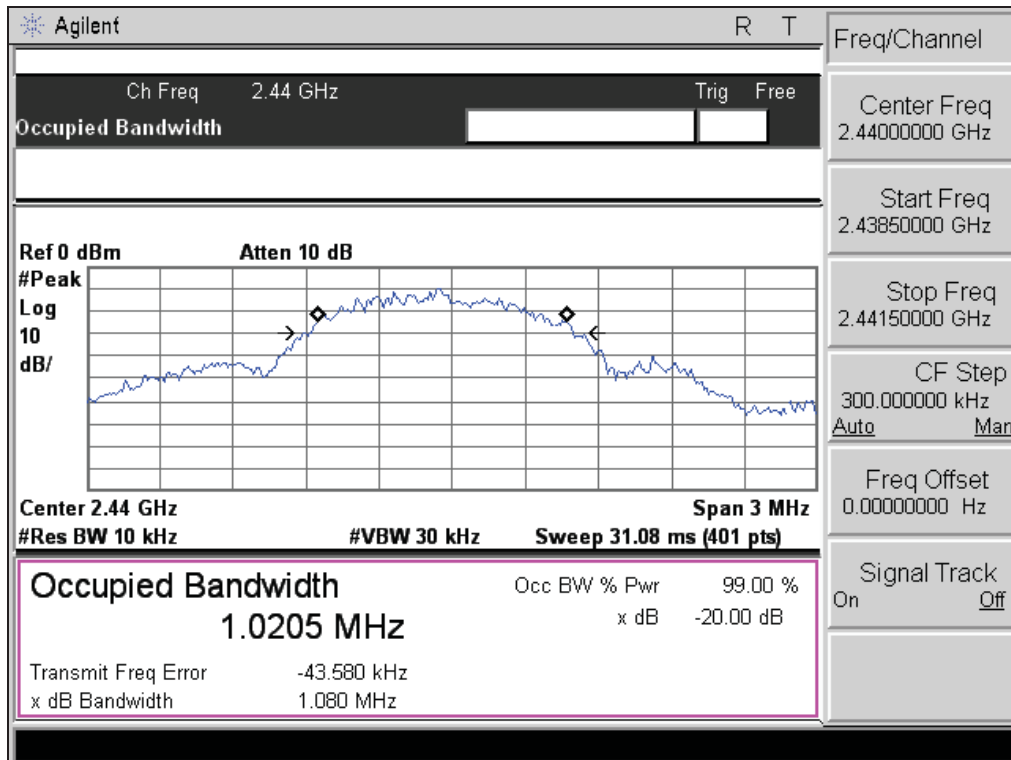 Agilent R T
Ch Freq 2.44 GHz Trig Free
Occupied Bandwidth
Ref 0 dBm Atten 10 dB
#Peak
Log
10
dB/
Center 2.44 GHz Span 3 MHz
#Res BW 10 kHz #VBW 30 kHz Sweep 31.08 ms (401 pts)
Occupied Bandwidth Occ BW % Pwr 99.00 %
1.0205 MHz x dB -20.00 dB
Transmit Freq Error -43.580 kHz
x dB Bandwidth 1.080 MHz
Freq/Channel
Center Freq
2.44000000 GHz
Start Freq
2.43850000 GHz
Stop Freq
2.44150000 GHz
CF Step
300.000000 kHz
Auto Man
Freq Offset
0.00000000 Hz
Signal Track
On Off